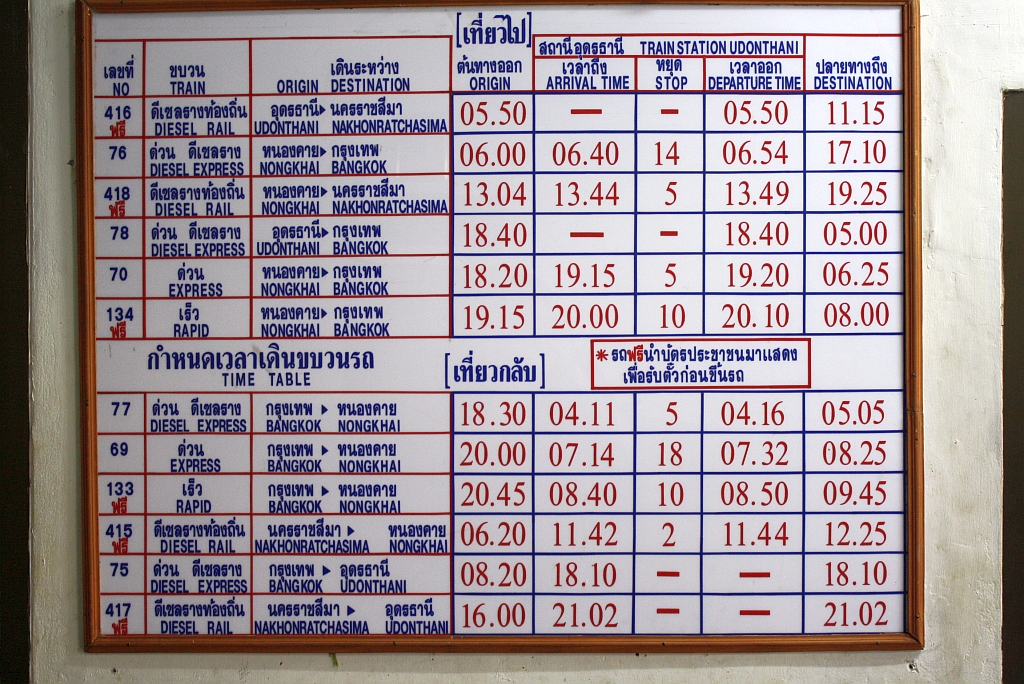 [เที่ยวไป]
สถานีอุดรธานี TRAIN STATION UDONTHANI
เลขที่ ขบวน เดินระหว่าง ต้นทางออก เวลาถึง หยุด เวลาออก ปลายทางถึง
NO TRAIN ORIGIN DESTINATION ORIGIN ARRIVAL TIME STOP DEPARTURE TIME DESTINATION
416 ดีเซลรางท้องถิ่น อุดรธานี▶ นครราชสีมา 05.50 — – 05.50 11.15
ฟรี DIESEL RAIL UDONTHANI NAKHONRATCHASIMA
76 ด่วน ดีเซลราง หนองคาย▶ กรุงเทพ 06.00 06.40 14 06.54 17.10
DIESEL EXPRESS NONGKHAI BANGKOK
418 ดีเซลรางท้องถิ่น หนองคาย▶ นครราชสีมา 13.04 13.44 5 13.49 19.25
ฟรี DIESEL RAIL NONGKHAI NAKHONRATCHASIMA
78 ด่วน ดีเซลราง อุดรธานี▶ กรุงเทพ 18.40 — – 18.40 05.00
DIESEL EXPRESS UDONTHANI BANGKOK
70 ด่วน หนองคาย▶ กรุงเทพ 18.20 19.15 5 19.20 06.25
EXPRESS NONGKHAI BANGKOK
134 เร็ว หนองคาย▶ กรุงเทพ 19.15 20.00 10 20.10 08.00
ฟรี RAPID NONGKHAI BANGKOK
กำหนดเวลาเดินขบวนรถ
TIME TABLE
[เที่ยวกลับ]
*รถฟรีนำบัตรประชาชนมาแสดง
เพื่อรับตั๋วก่อนขึ้นรถ
77 ด่วน ดีเซลราง กรุงเทพ ▶ หนองคาย 18.30 04.11 5 04.16 05.05
DIESEL EXPRESS BANGKOK NONGKHAI
69 ด่วน กรุงเทพ ▶ หนองคาย 20.00 07.14 18 07.32 08.25
EXPRESS BANGKOK NONGKHAI
133 เร็ว กรุงเทพ ▶ หนองคาย 20.45 08.40 10 08.50 09.45
ฟรี RAPID BANGKOK NONGKHAI
415 ดีเซลรางท้องถิ่น นครราชสีมา ▶ หนองคาย 06.20 11.42 2 11.44 12.25
ฟรี DIESEL RAIL NAKHONRATCHASIMA NONGKHAI
75 ด่วน ดีเซลราง กรุงเทพ ▶ อุดรธานี 08.20 18.10 — — 18.10
DIESEL EXPRESS BANGKOK UDONTHANI
417 ดีเซลรางท้องถิ่น นครราชสีมา ▶ อุดรธานี 16.00 21.02 — — 21.02
ฟรี DIESEL RAIL NAKHONRATCHASIMA UDONTHANI